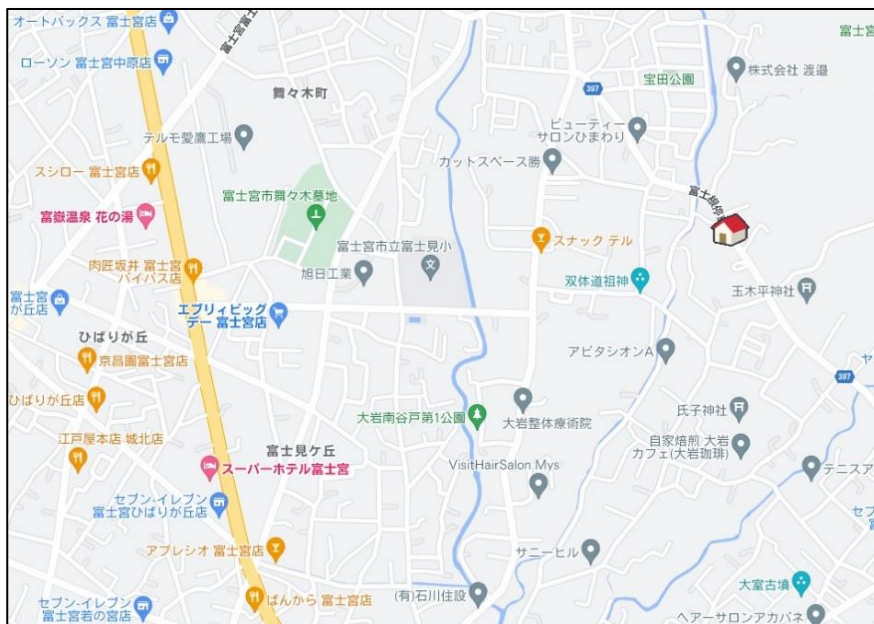 オートバックス 富士宮店
ローソン 富士宮中原店
舞々木町
テルモ愛鷹工場
スシロー 富士宮店
富士宮市舞々木墓地
富嶽温泉 花の湯
肉匠坂井 富士宮
バイパス店
旭日工業
富士宮市立富士見小
文
エブリィビッグ
デー 富士宮店
富士宮
が丘店
ひばりが丘
京昌園富士宮店
ひばりが丘店
江戸屋本店 城北店
富士見ケ丘
スーパーホテル富士宮
セブン-イレブン
富士宮ひばりが丘店
アプレシオ 富士宮店
ばんから 富士宮店
セブン-イレブン
富士宮若の宮店
宝田公園
株式会社 渡邉
397
ビューティー
サロンひまわり
カットスペース勝
スナック テル
双体道祖神
玉木平神社
アビタシオンA
397
大岩南谷戸第1公園
大岩整体療術院
氏子神社
自家焙煎 大岩
カフェ(大岩珈琲)
VisitHairSalon Mys
テニスア
サニーヒル
(有)石川住設
大室古墳
ヘアーサロンアカバネ